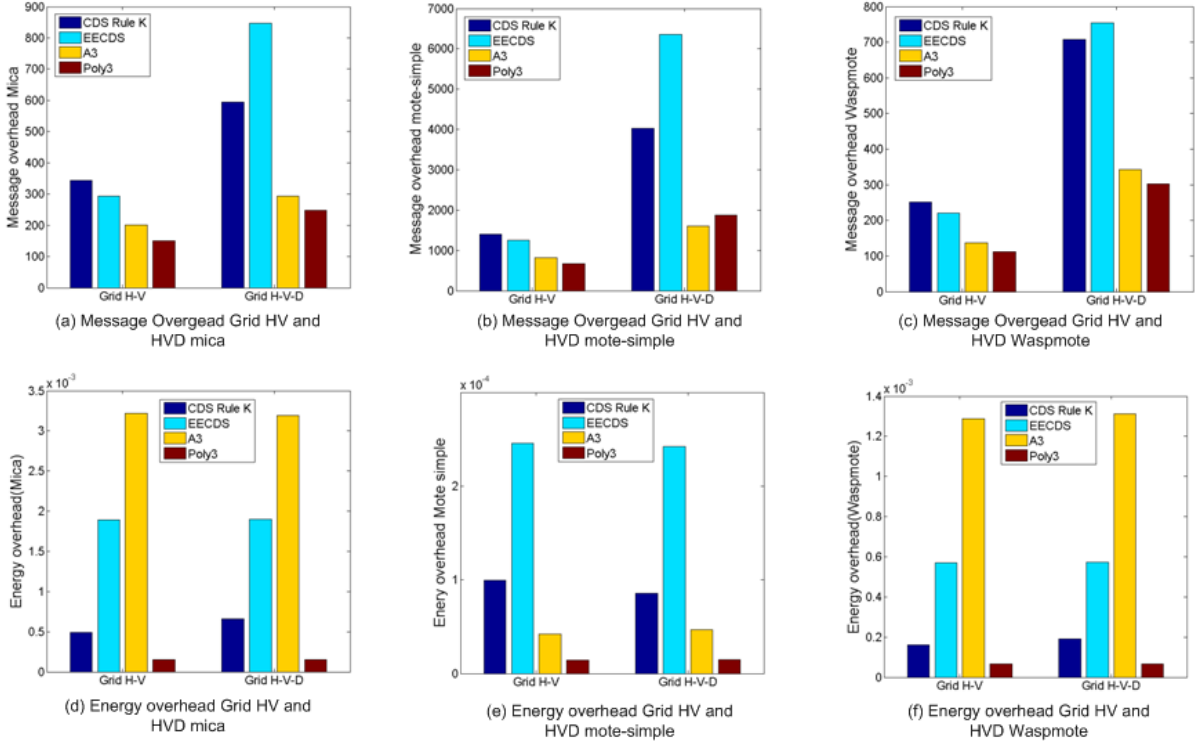 900
800
700
600
500
400
300
200
100
0
Message overhead Mica
CDS Rule K
EECDS
A3
Poly3
Grid H-V
Grid H-V-D
(a) Message Overgead Grid HV and
HVD mica
7000
6000
5000
4000
3000
2000
1000
0
Message overhead mote-simple
CDS Rule K
EECDS
A3
Poly3
Grid H-V
Grid H-V-D
(b) Message Overgead Grid HV and
HVD mote-simple
800
700
600
500
400
300
200
100
0
Message overhead Waspmote
CDS Rule K
EECDS
A3
Poly3
Grid H-V
Grid H-V-D
(c) Message Overgead Grid HV and
HVD Waspmote
x 10⁻³
3.5
3
2.5
2
1.5
1
0.5
0
Energy overhead(Mica)
CDS Rule K
EECDS
A3
Poly3
Grid H-V
Grid H-V-D
(d) Energy overhead Grid HV and
HVD mica
x 10⁻⁴
2 x 10⁻⁴
1 x 10⁻⁴
0 x 10⁻⁴
Enery overhead Mote simple
CDS Rule K
EECDS
A3
Poly3
Grid H-V
Grid H-V-D
(e) Energy overhead Grid HV and
HVD mote-simple
x 10⁻³
1.4
1.2
1
0.8
0.6
0.4
0.2
0
Energy overhead(Waspmote)
CDS Rule K
EECDS
A3
Poly3
Grid H-V
Grid H-V-D
(f) Energy overhead Grid HV and
HVD Waspmote